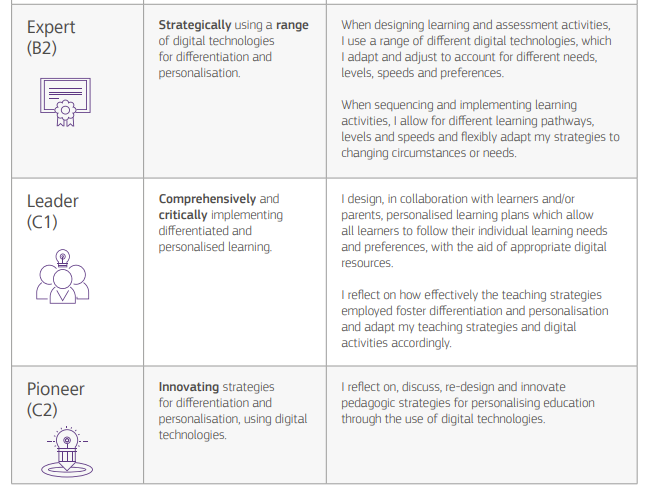 Expert
(B2)
Strategically using a range
of digital technologies
for differentiation and
personalisation.
When designing learning and assessment activities,
I use a range of different digital technologies, which
I adapt and adjust to account for different needs,
levels, speeds and preferences.
When sequencing and implementing learning
activities, I allow for different learning pathways,
levels and speeds and flexibly adapt my strategies to
changing circumstances or needs.
Leader
(C1)
Comprehensively and
critically implementing
differentiated and
personalised learning.
I design, in collaboration with learners and/or
parents, personalised learning plans which allow
all learners to follow their individual learning needs
and preferences, with the aid of appropriate digital
resources.
I reflect on how effectively the teaching strategies
employed foster differentiation and personalisation
and adapt my teaching strategies and digital
activities accordingly.
Pioneer
(C2)
Innovating strategies
for differentiation and
personalisation, using digital
technologies.
I reflect on, discuss, re-design and innovate
pedagogic strategies for personalising education
through the use of digital technologies.